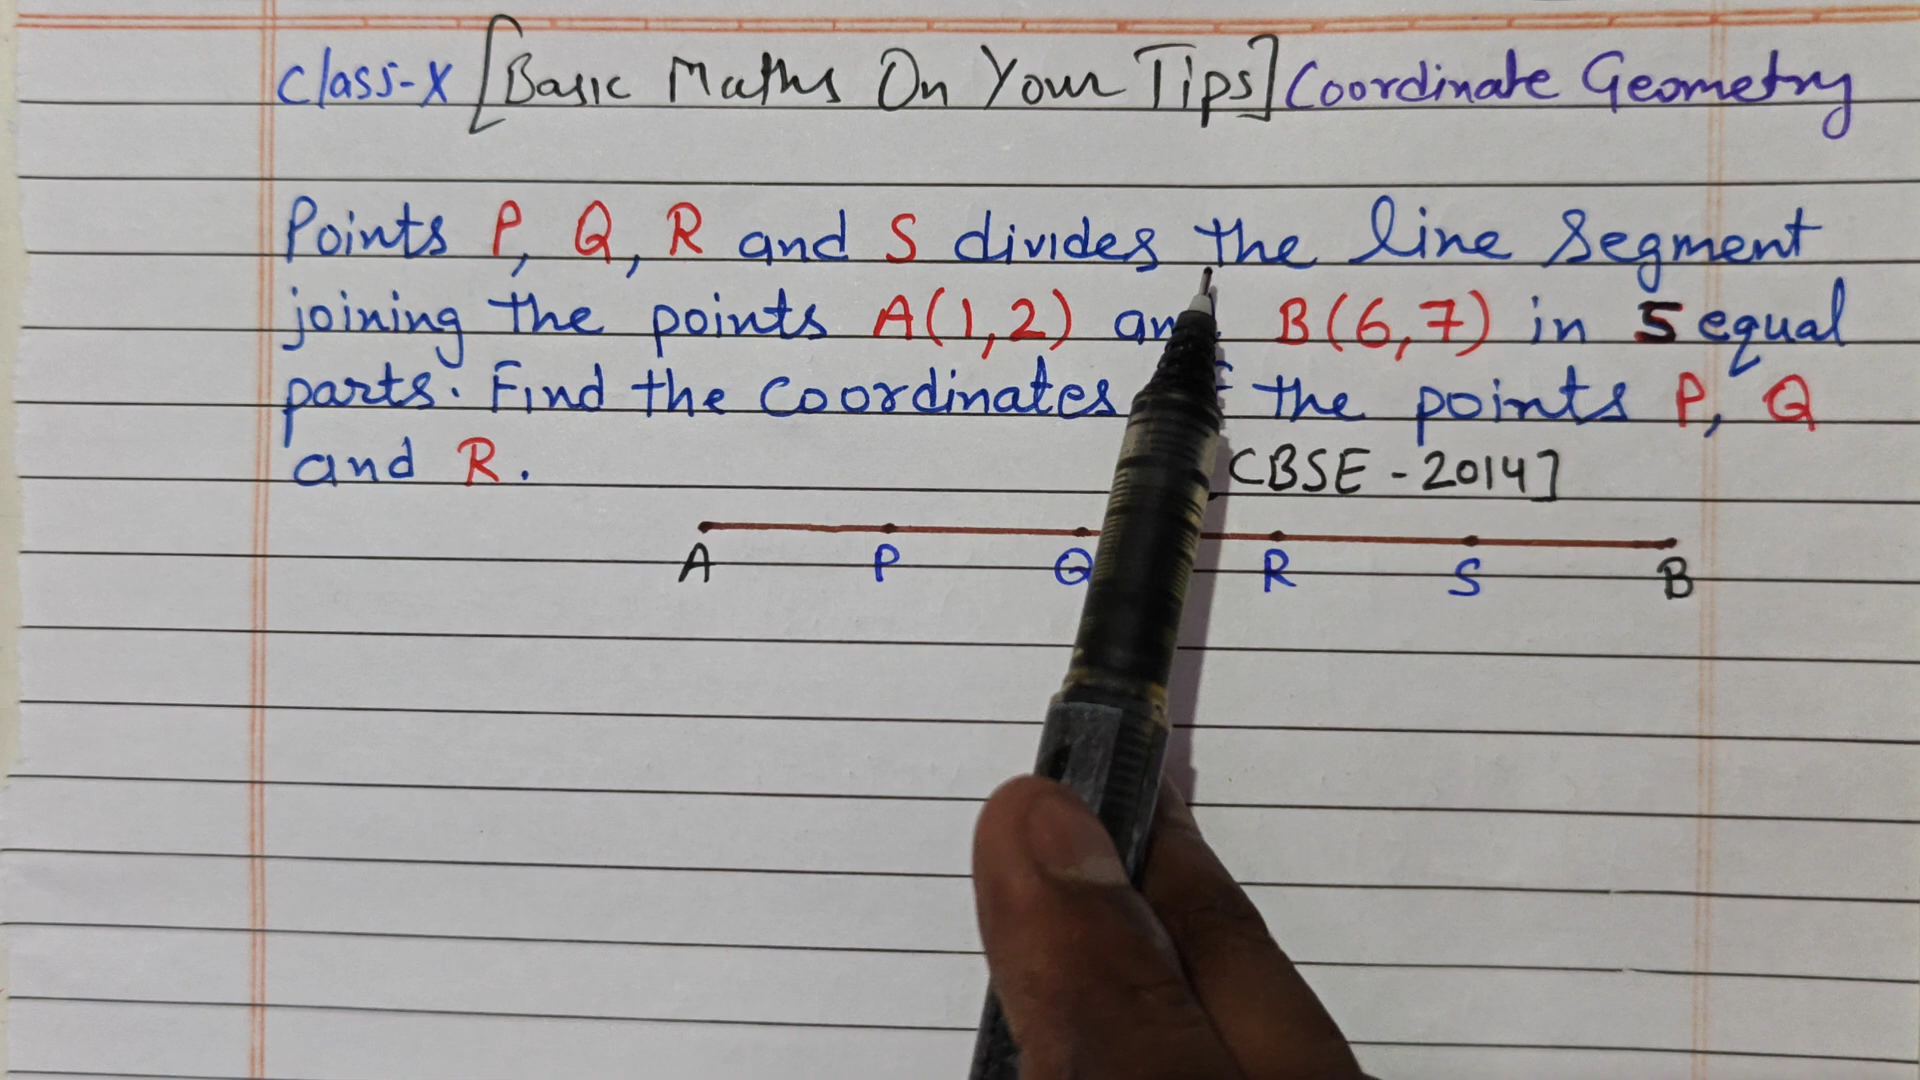 Class-X [Basic Maths On Your Tips] Coordinate Geometry
Points P, Q, R and S divides the line segment
joining the points A(1,2) B(6,7) in 5 equal
parts. Find the coordinates the points P, Q
and R. CBSE - 2014]
A P Q R S B